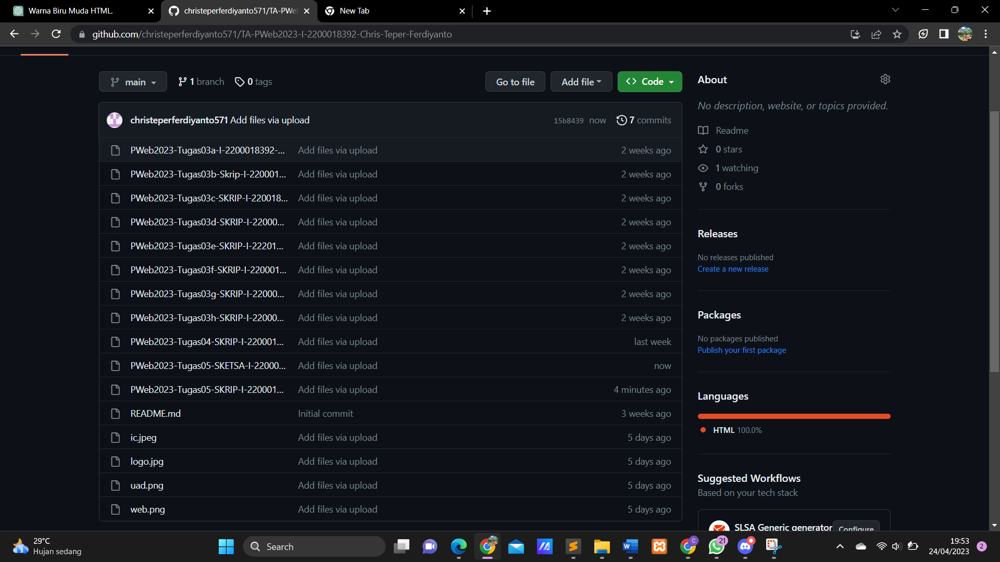 Warna Biru Muda HTML.
christeperferdiyanto571/TA-PWe
New Tab
github.com/christeperferdiyanto571/TA-PWeb2023-I-2200018392-Chris-Teper-Ferdiyanto
main
1 branch
0 tags
Go to file
Add file
Code
christeperferdiyanto571 Add files via upload
15b8439 now
7 commits
PWeb2023-Tugas03a-I-2200018392-... Add files via upload 2 weeks ago
PWeb2023-Tugas03b-Skrip-I-220001... Add files via upload 2 weeks ago
PWeb2023-Tugas03c-SKRIP-I-220018... Add files via upload 2 weeks ago
PWeb2023-Tugas03d-SKRIP-I-22000... Add files via upload 2 weeks ago
PWeb2023-Tugas03e-SKRIP-I-22201... Add files via upload 2 weeks ago
PWeb2023-Tugas03f-SKRIP-I-220001... Add files via upload 2 weeks ago
PWeb2023-Tugas03g-SKRIP-I-22000... Add files via upload 2 weeks ago
PWeb2023-Tugas03h-SKRIP-I-22000... Add files via upload 2 weeks ago
PWeb2023-Tugas04-SKRIP-I-220001... Add files via upload last week
PWeb2023-Tugas05-SKETSA-I-22000... Add files via upload now
PWeb2023-Tugas05-SKRIP-I-220001... Add files via upload 4 minutes ago
README.md Initial commit 3 weeks ago
ic.jpeg Add files via upload 5 days ago
logo.jpg Add files via upload 5 days ago
uad.png Add files via upload 5 days ago
web.png Add files via upload 5 days ago
About
No description, website, or topics provided.
Readme
0 stars
1 watching
0 forks
Releases
No releases published
Create a new release
Packages
No packages published
Publish your first package
Languages
HTML 100.0%
Suggested Workflows
Based on your tech stack
SLSA Generic generator
Configure
29°C
Hujan sedang
Search
C
21
19:53
24/04/2023
2